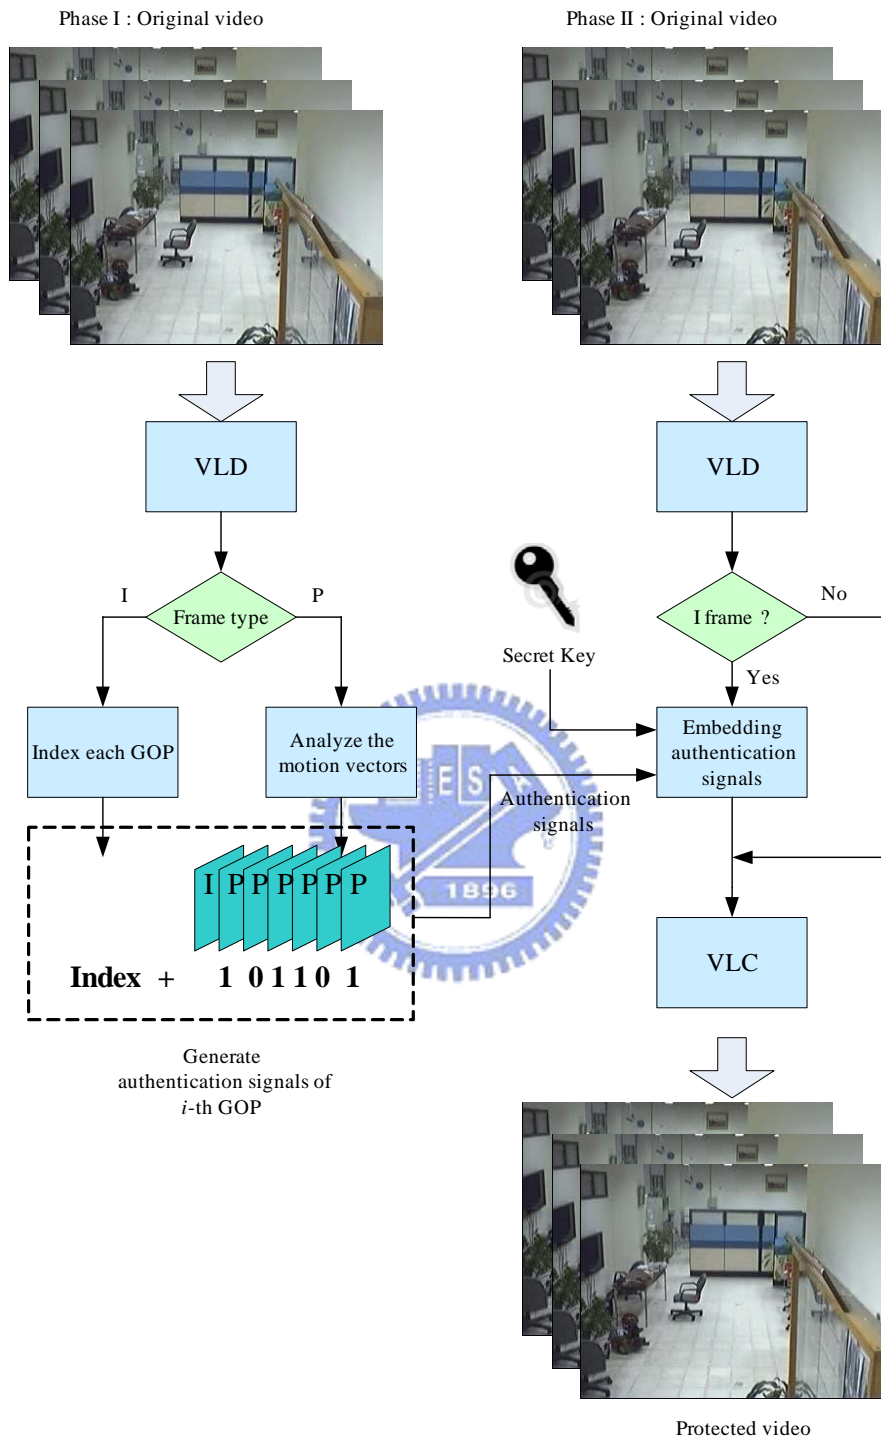 Phase I : Original video
Phase II : Original video
VLD
VLD
I
Frame type
P
I frame ?
No
Secret Key
Yes
Index each GOP
Analyze the
motion vectors
Embedding
authentication
signals
Authentication
signals
E S A
I P P P P P P
1896
Index + 1 0 1 1 0 1
VLC
Generate
authentication signals of
i-th GOP
Protected video